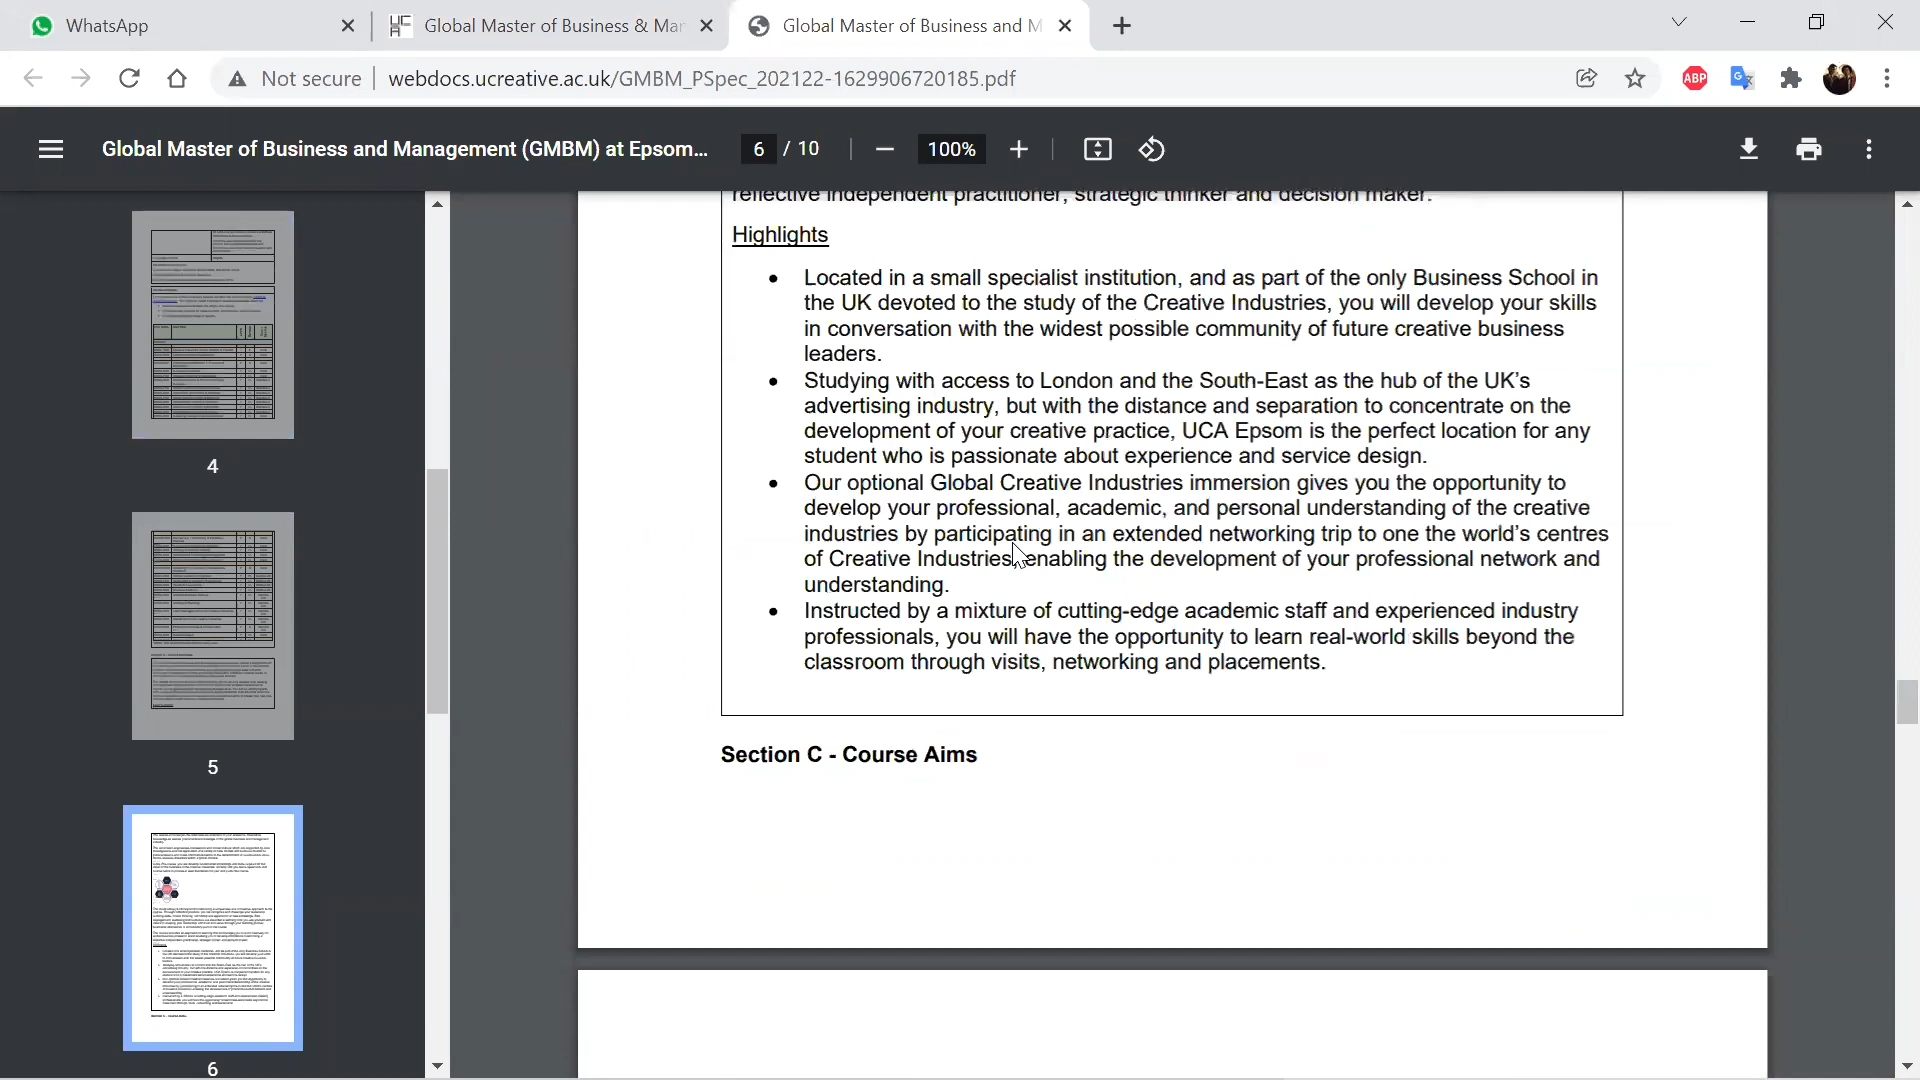 WhatsApp
Global Master of Business & Mar
Global Master of Business and M
Not secure
webdocs.ucreative.ac.uk/GMBM_PSpec_202122-1629906720185.pdf
ABP
Global Master of Business and Management (GMBM) at Epsom...
6 / 10
100%
4
5
6
reflective independent practitioner, strategic thinker and decision maker.
Highlights
• Located in a small specialist institution, and as part of the only Business School in
the UK devoted to the study of the Creative Industries, you will develop your skills
in conversation with the widest possible community of future creative business
leaders.
• Studying with access to London and the South-East as the hub of the UK’s
advertising industry, but with the distance and separation to concentrate on the
development of your creative practice, UCA Epsom is the perfect location for any
student who is passionate about experience and service design.
• Our optional Global Creative Industries immersion gives you the opportunity to
develop your professional, academic, and personal understanding of the creative
industries by participating in an extended networking trip to one the world’s centres
of Creative Industries enabling the development of your professional network and
understanding.
• Instructed by a mixture of cutting-edge academic staff and experienced industry
professionals, you will have the opportunity to learn real-world skills beyond the
classroom through visits, networking and placements.
Section C - Course Aims